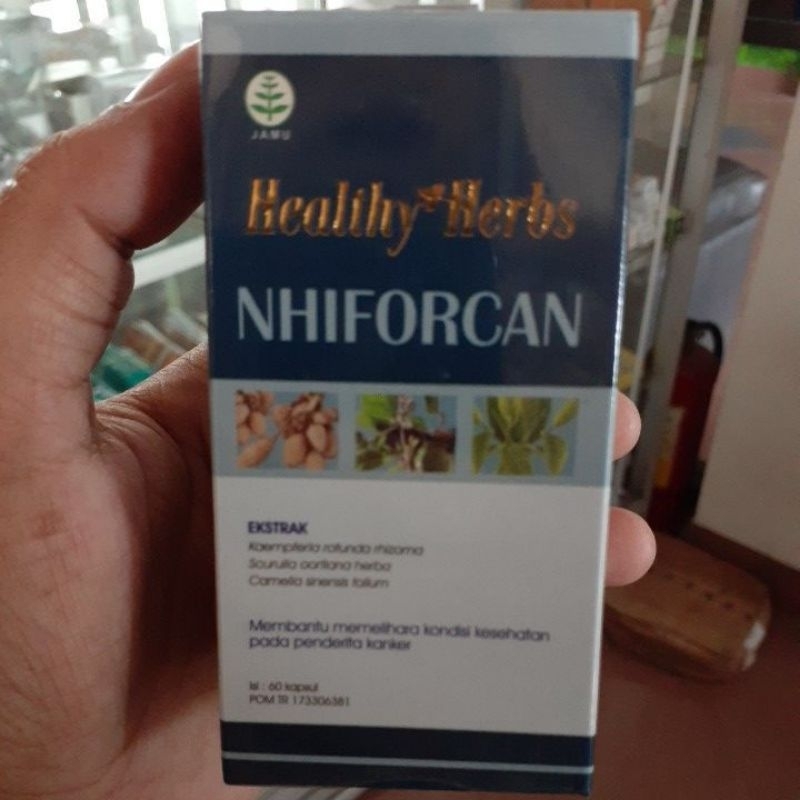 JAMU
Healthy Herbs
NHIFORCAN
EKSTRAK
Kaempferia rotunda rhizoma
Scurulla oortiana herba
Camelia sinensis folium
Membantu memelihara kondisi kesehatan
pada penderita kanker
Isi : 60 kapsul
POM TR 173306381